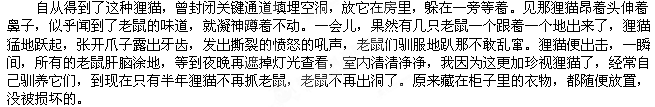 自从得到了这种狸猫，曾封闭关键通道填埋空洞，放它在房里，躲在一旁等着。见那狸猫昂着头伸着
鼻子，似乎闻到了老鼠的味道，就凝神蹲着不动。一会儿，果然有几只老鼠一个跟着一个地出来了，狸猫
猛地跃起，张开爪子露出牙齿，发出撕裂的愤怒的吼声，老鼠们驯服地趴那不敢乱窜。狸猫便出击，一瞬
间，所有的老鼠肝脑涂地，等到夜晚再遮掉灯光查看，室内清清净净，我因为这更加珍视狸猫了，经常自
己驯养它们，到现在只有半年狸猫不再抓老鼠，老鼠不再出洞了。原来藏在柜子里的衣物，都随便放置，
没被损坏的。